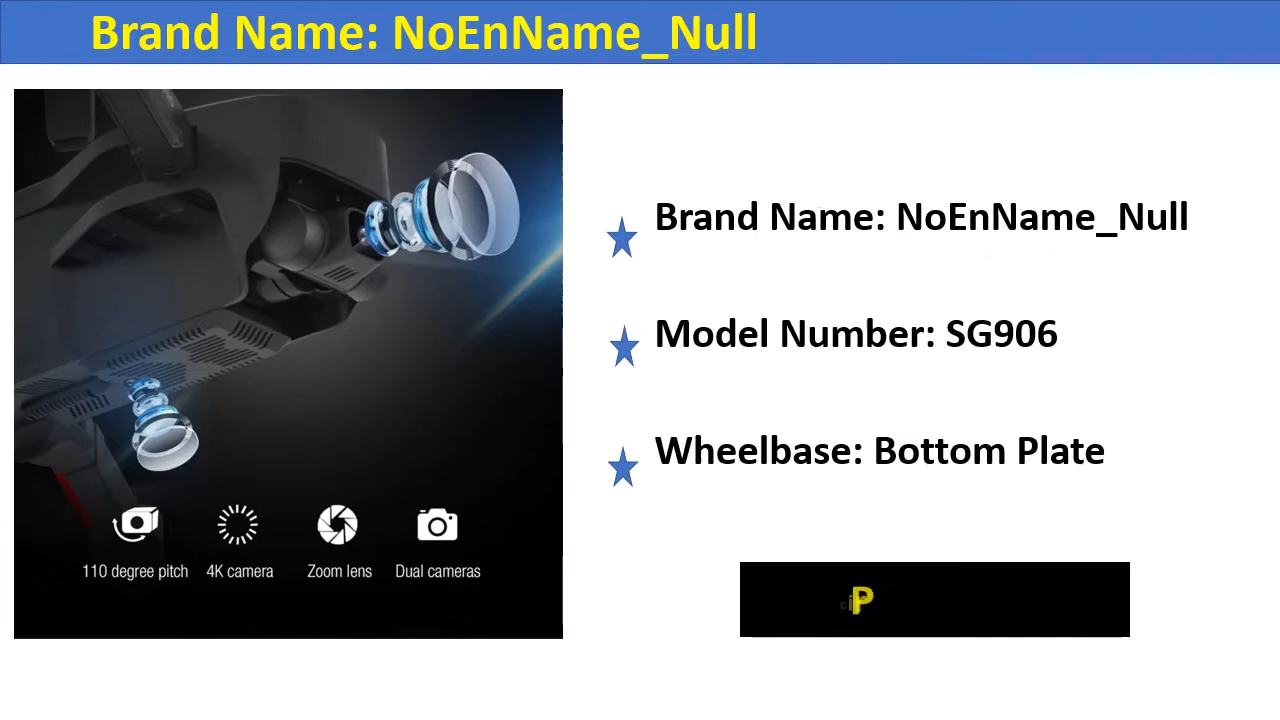 Brand Name: NoEnName_Null
Brand Name: NoEnName_Null
Model Number: SG906
Wheelbase: Bottom Plate
110 degree pitch
4K camera
Zoom lens
Dual cameras
P